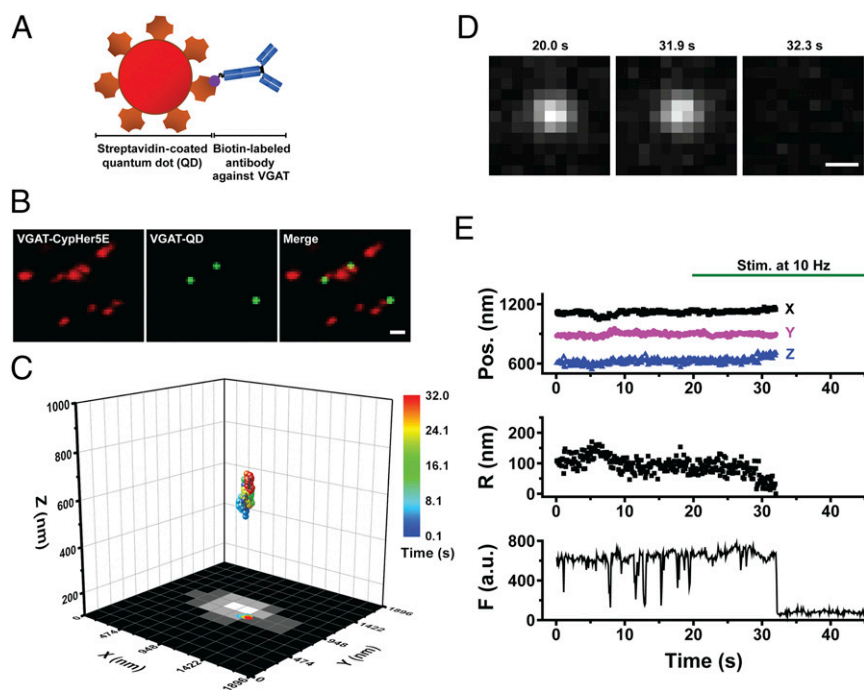 A
Streptavidin-coated
quantum dot (QD)
Biotin-labeled
antibody
against VGAT
B
VGAT-CypHer5E
VGAT-QD
Merge
C
1000
800
600
400
200
Z (nm)
0
474
948
1422
1896
X (nm)
0
474
948
1422
1896
Y (nm)
32.0
24.1
16.1
8.1
0.1
Time (s)
D
20.0 s
31.9 s
32.3 s
E
Stim. at 10 Hz
Pos. (nm)
1200
600
X
Y
Z
0 10 20 30 40
R (nm)
200
100
0
0 10 20 30 40
F (a.u.)
800
400
0
0 10 20 30 40
Time (s)